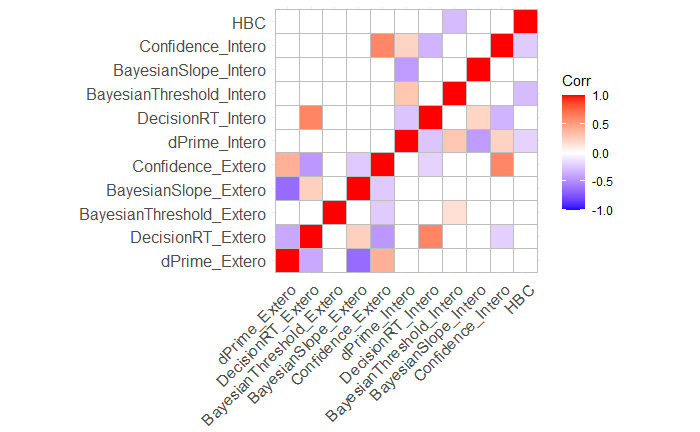 HBC
Confidence_Intero
BayesianSlope_Intero
BayesianThreshold_Intero
DecisionRT_Intero
dPrime_Intero
Confidence_Extero
BayesianSlope_Extero
BayesianThreshold_Extero
DecisionRT_Extero
dPrime_Extero
dPrime_Extero
DecisionRT_Extero
BayesianThreshold_Extero
BayesianSlope_Extero
Confidence_Extero
dPrime_Intero
DecisionRT_Intero
BayesianThreshold_Intero
BayesianSlope_Intero
Confidence_Intero
HBC
Corr
1.0
0.5
0.0
-0.5
-1.0